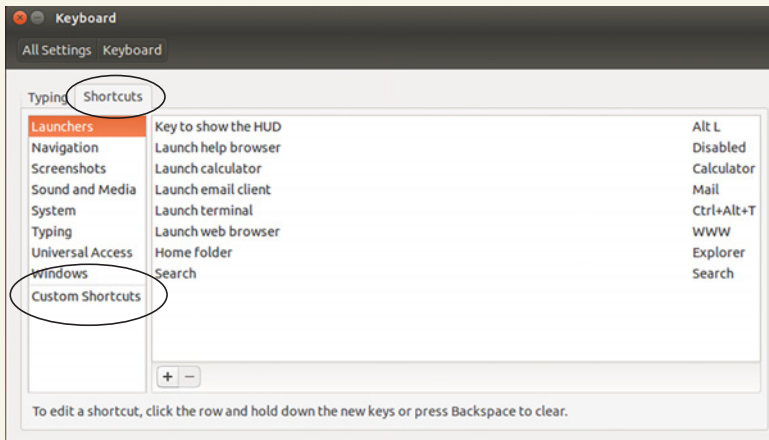 Keyboard
All Settings Keyboard
Typing Shortcuts
Launchers Key to show the HUD Alt L
Navigation Launch help browser Disabled
Screenshots Launch calculator Calculator
Sound and Media Launch email client Mail
System Launch terminal Ctrl+Alt+T
Typing Launch web browser WWW
Universal Access Home folder Explorer
Windows Search Search
Custom Shortcuts
+ −
To edit a shortcut, click the row and hold down the new keys or press Backspace to clear.